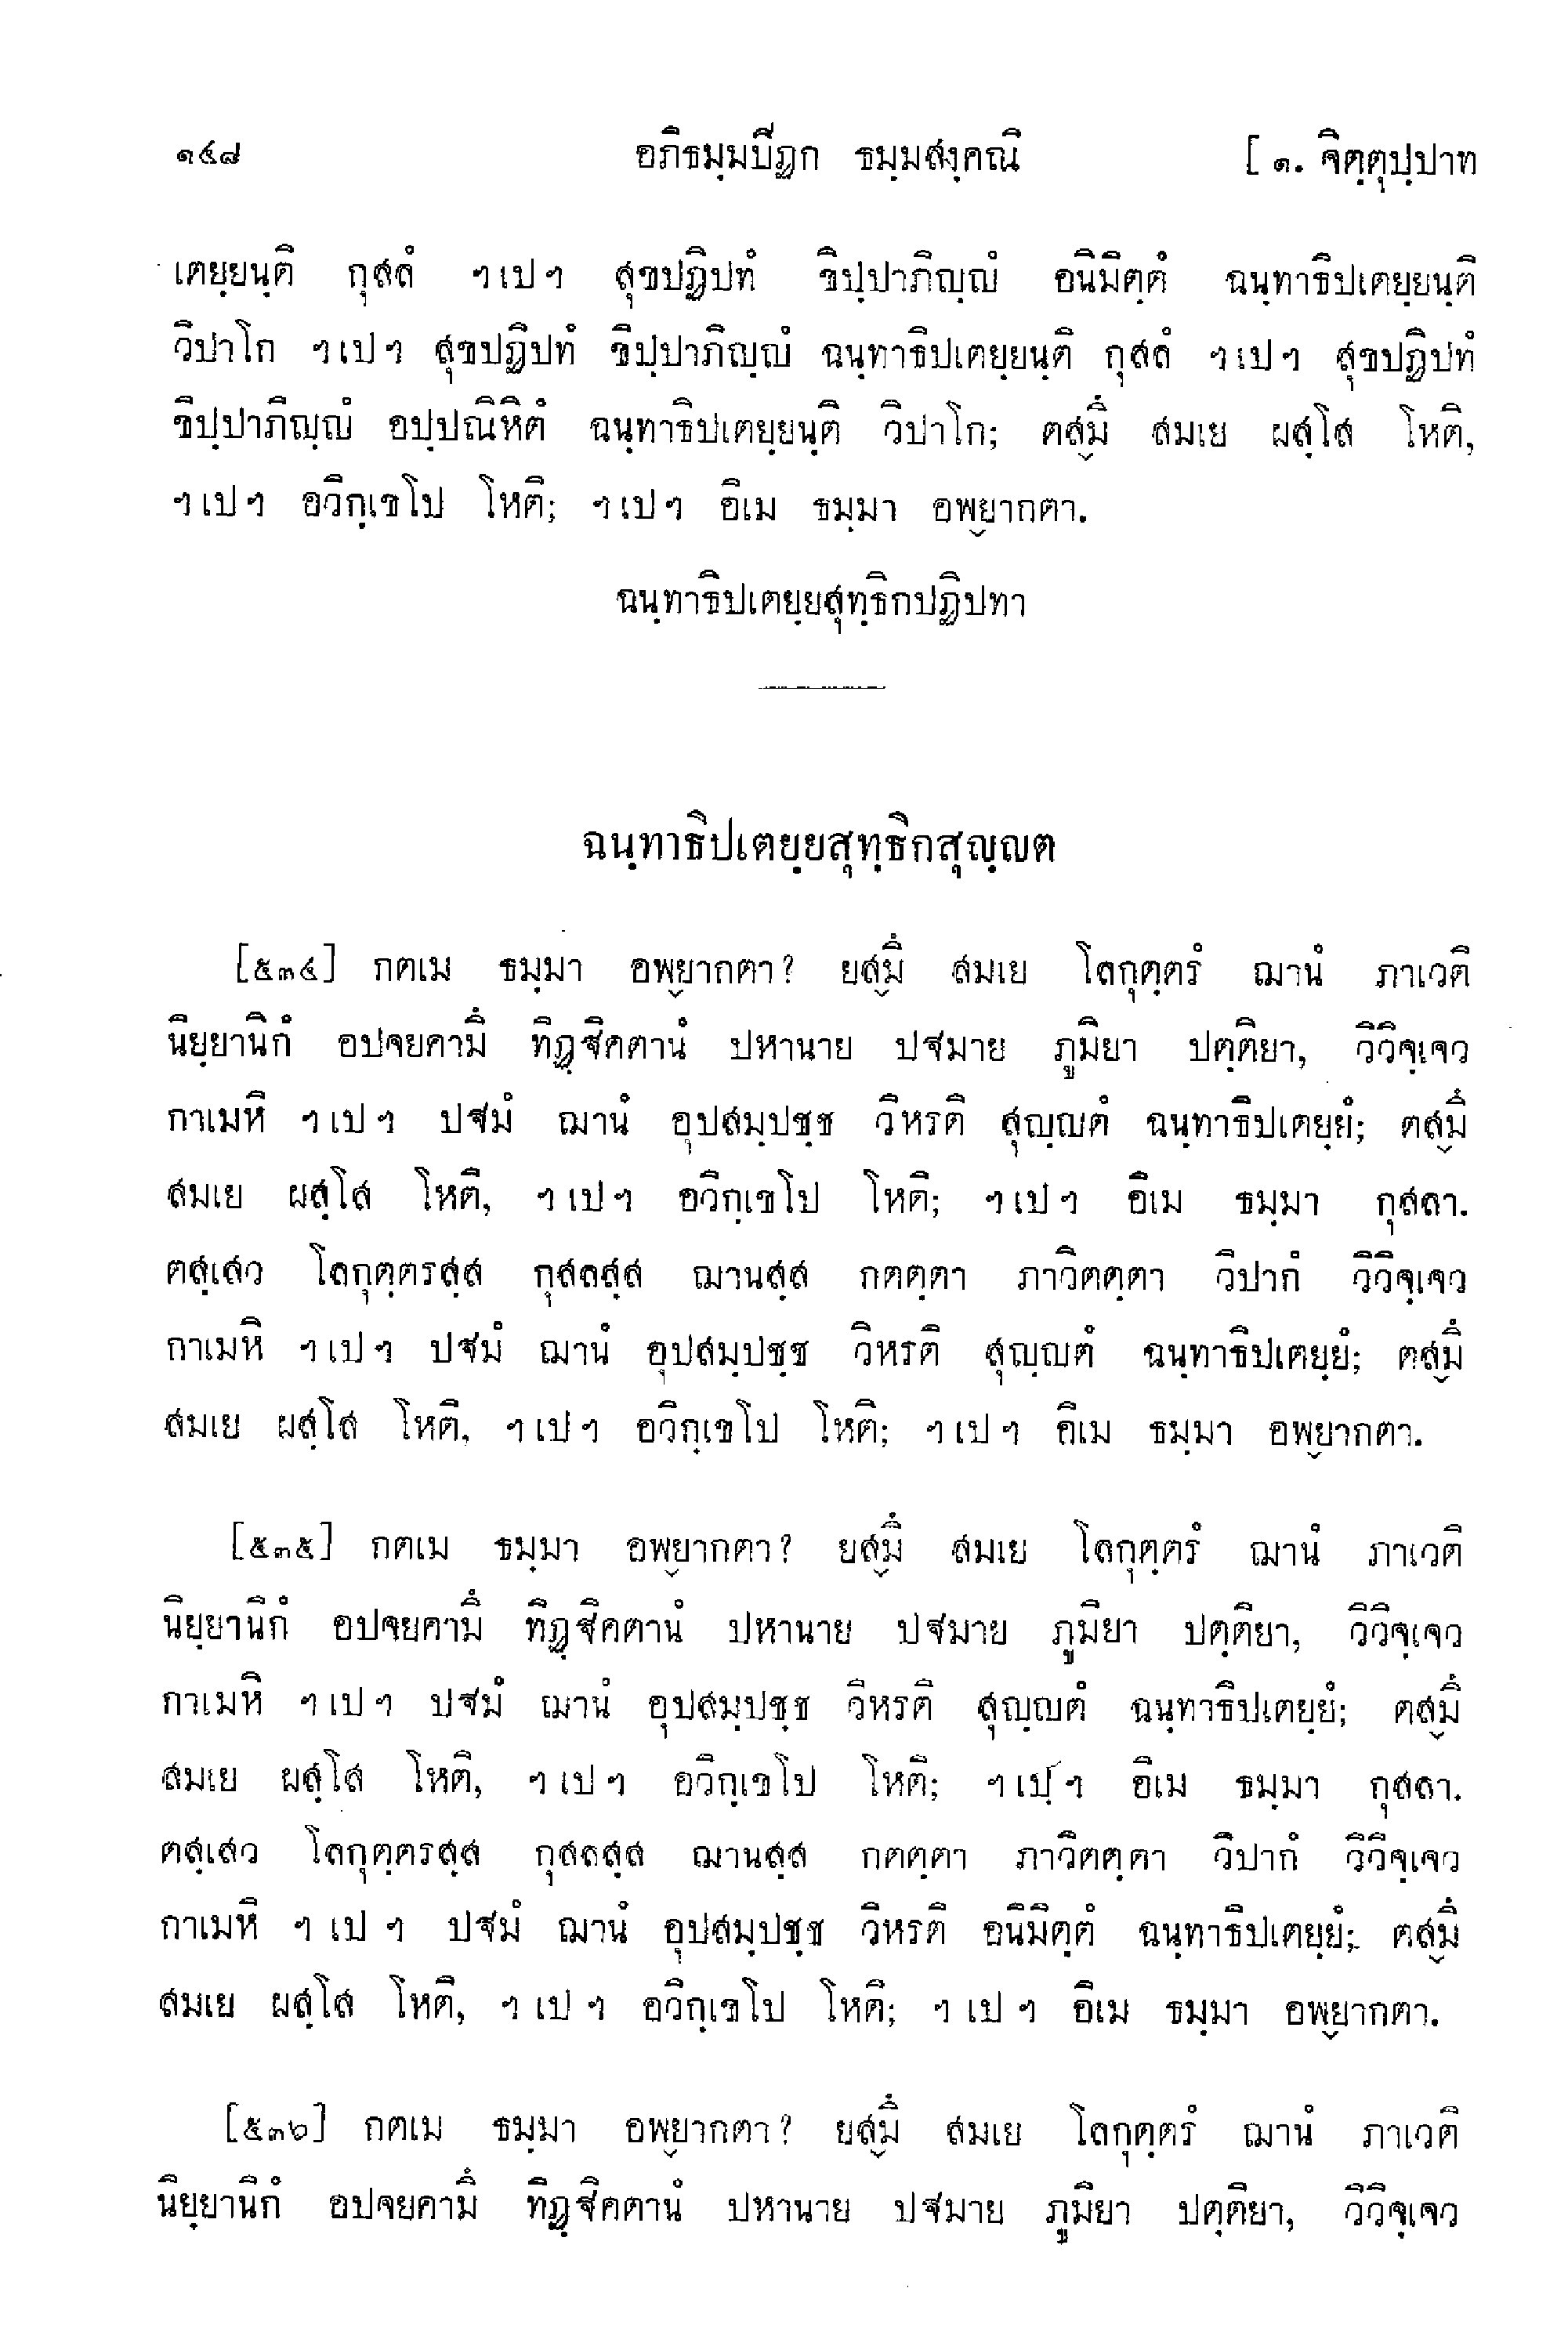 ๑๔๘ อภิธมฺมปีฏก ธมฺมสงฺคณิ [ ๑. จิตฺตุปฺปาท
เตยฺยนฺติ กุสลํ ฯเปฯ สุขปฏิปทํ ขิปฺปาภิญฺญํ อนิมิตฺตํ ฉนฺทาธิปเตยฺยนฺติ
วิปาโก ฯเปฯ สุขปฏิปทํ ขิปฺปาภิญฺญํ ฉนฺทาธิปเตยฺยนฺติ กุสลํ ฯเปฯ สุขปฏิปทํ
ขิปฺปาภิญฺญํ อปฺปณิหิตํ ฉนฺทาธิปเตยฺยนฺติ วิปาโก; ตสฺมึ สมเย ผสฺโส โหติ,
ฯเปฯ อวิกฺเขโป โหติ; ฯเปฯ อิเม ธมฺมา อพฺยากตา.
ฉนฺทาธิปเตยฺยสุทฺธิกปฏิปทา
ฉนฺทาธิปเตยฺยสุทฺธิกสุญฺญต
[๕๓๔] กตเม ธมฺมา อพฺยากตา? ยสฺมึ สมเย โลกุตฺตรํ ฌานํ ภาเวติ
นิยฺยานิกํ อปจยคามึ ทิฏฺฐิคตานํ ปหานาย ปฐมาย ภูมิยา ปตฺติยา, วิวิจฺเจว
กาเมหิ ฯเปฯ ปฐมํ ฌานํ อุปสมฺปชฺช วิหรติ สุญฺญตํ ฉนฺทาธิปเตยฺยํ; ตสฺมึ
สมเย ผสฺโส โหติ, ฯเปฯ อวิกฺเขโป โหติ; ฯเปฯ อิเม ธมฺมา กุสลา.
ตสฺเสว โลกุตฺตรสฺส กุสลสฺส ฌานสฺส กตตฺตา ภาวิตตฺตา วิปากํ วิวิจฺเจว
กาเมหิ ฯเปฯ ปฐมํ ฌานํ อุปสมฺปชฺช วิหรติ สุญฺญตํ ฉนฺทาธิปเตยฺยํ; ตสฺมึ
สมเย ผสฺโส โหติ, ฯเปฯ อวิกฺเขโป โหติ; ฯเปฯ อิเม ธมฺมา อพฺยากตา.
[๕๓๕] กตเม ธมฺมา อพฺยากตา? ยสฺมึ สมเย โลกุตฺตรํ ฌานํ ภาเวติ
นิยฺยานิกํ อปจยคามึ ทิฏฺฐิคตานํ ปหานาย ปฐมาย ภูมิยา ปตฺติยา, วิวิจฺเจว
กาเมหิ ฯเปฯ ปฐมํ ฌานํ อุปสมฺปชฺช วิหรติ สุญฺญตํ ฉนฺทาธิปเตยฺยํ; ตสฺมึ
สมเย ผสฺโส โหติ, ฯเปฯ อวิกฺเขโป โหติ; ฯเปฯ อิเม ธมฺมา กุสลา.
ตสฺเสว โลกุตฺตรสฺส กุสลสฺส ฌานสฺส กตตฺตา ภาวิตตฺตา วิปากํ วิวิจฺเจว
กาเมหิ ฯ เป ฯ ปฐมํ ฌานํ อุปสมฺปชฺช วิหรติ อนิมิตฺตํ ฉนฺทาธิปเตยฺยํ; ตสฺมึ
สมเย ผสฺโส โหติ, ฯ เป ฯ อวิกฺเขโป โหติ; ฯ เป ฯ อิเม ธมฺมา อพฺยากตา.
[๕๓๖] กตเม ธมฺมา อพฺยากตา? ยสฺมึ สมเย โลกุตฺตรํ ฌานํ ภาเวติ
นิยฺยานิกํ อปจยคามึ ทิฏฺฐิคตานํ ปหานาย ปฐมาย ภูมิยา ปตฺติยา, วิวิจฺเจว